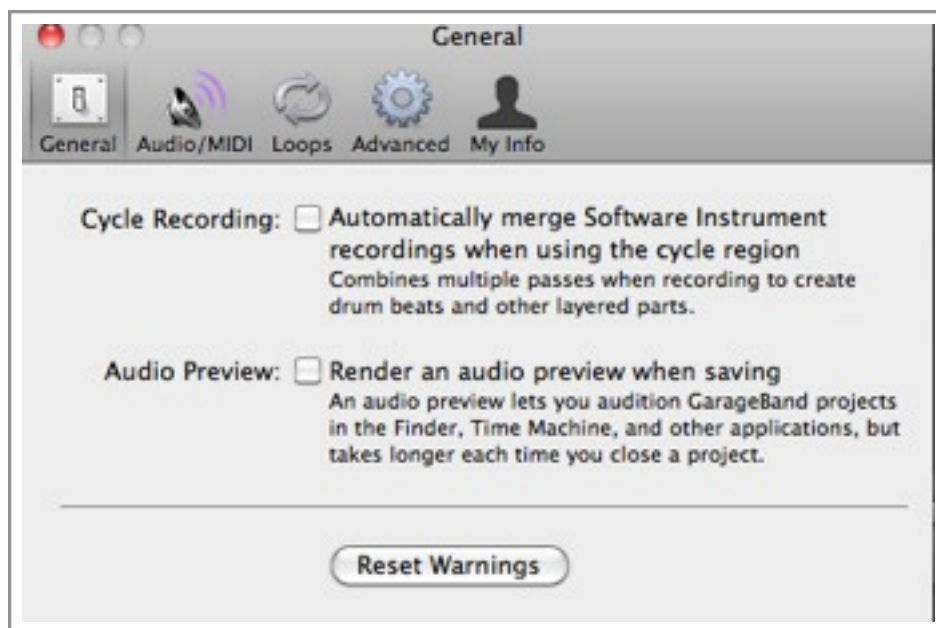 General
General Audio/MIDI Loops Advanced My Info
Cycle Recording: Automatically merge Software Instrument
recordings when using the cycle region
Combines multiple passes when recording to create
drum beats and other layered parts.
Audio Preview: Render an audio preview when saving
An audio preview lets you audition GarageBand projects
in the Finder, Time Machine, and other applications, but
takes longer each time you close a project.
Reset Warnings